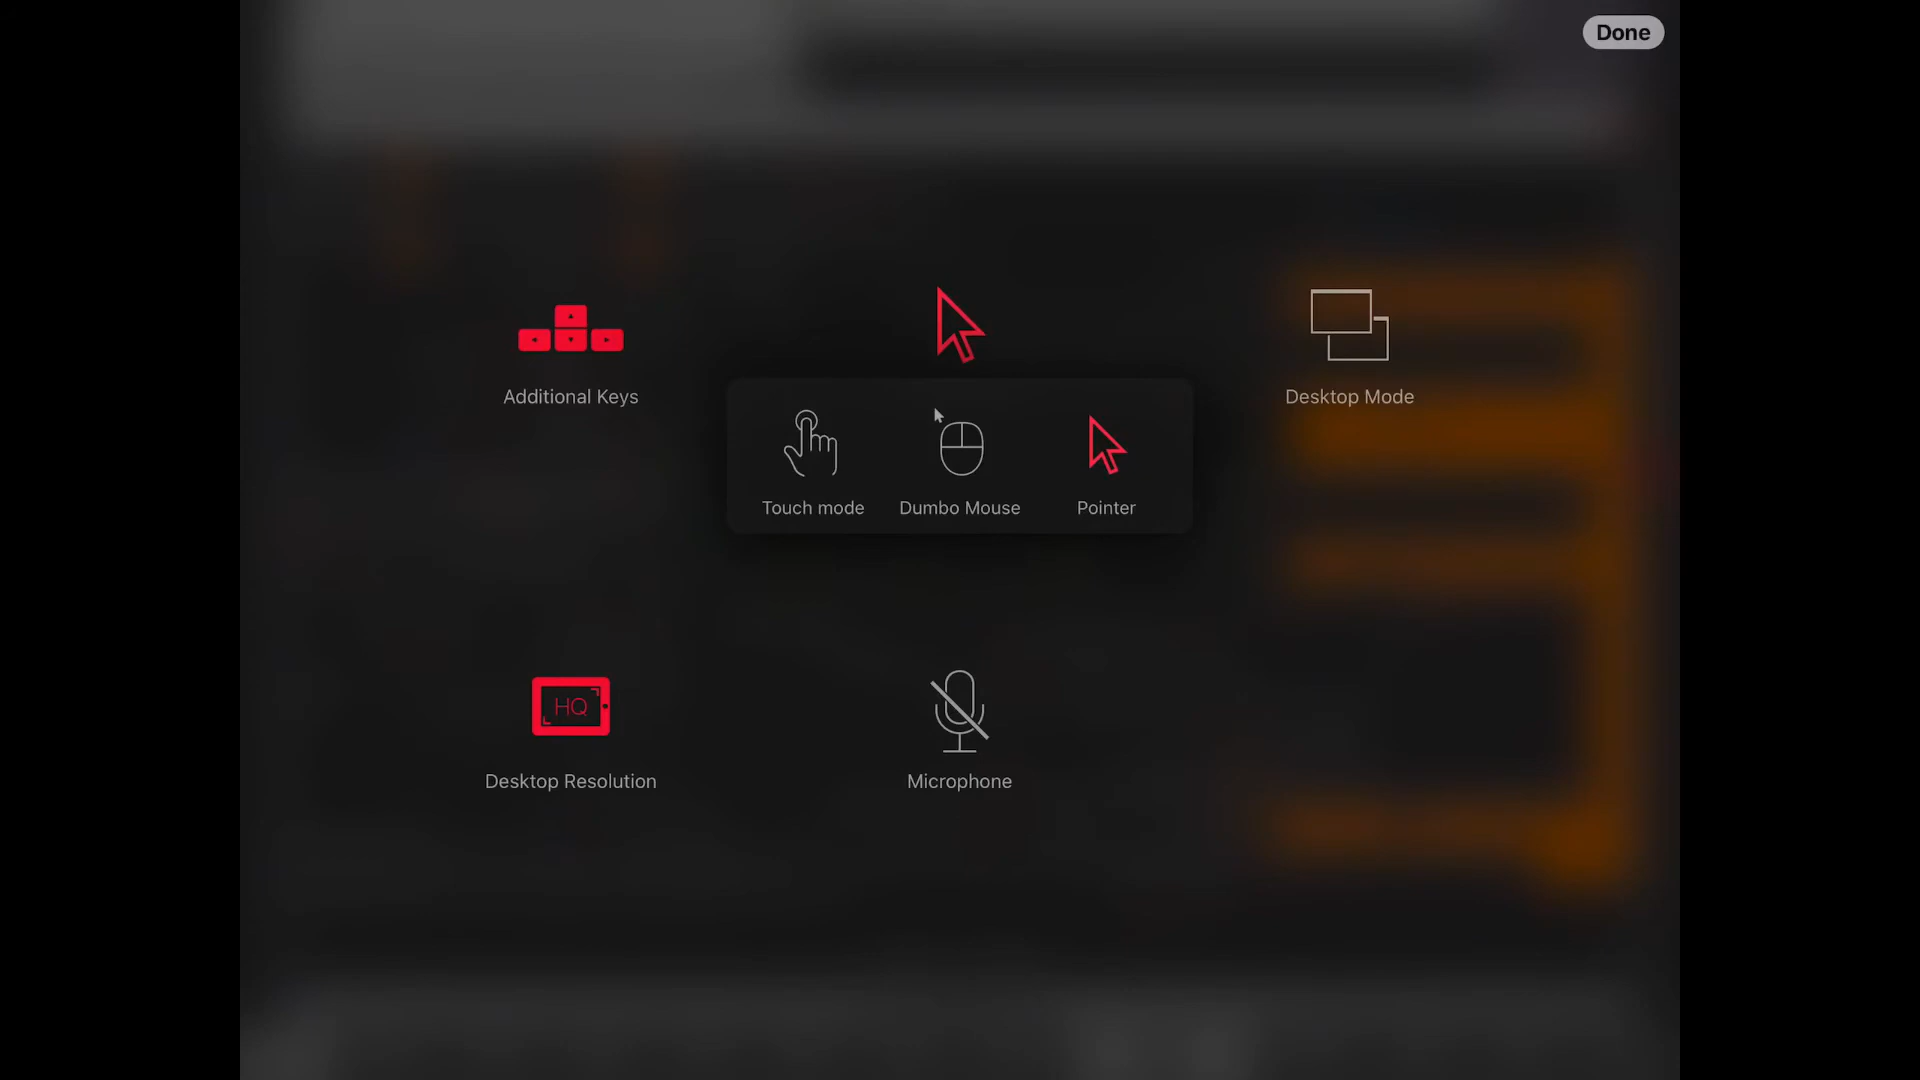 Done
Additional Keys
Desktop Mode
Touch mode
Dumbo Mouse
Pointer
HQ
Desktop Resolution
Microphone